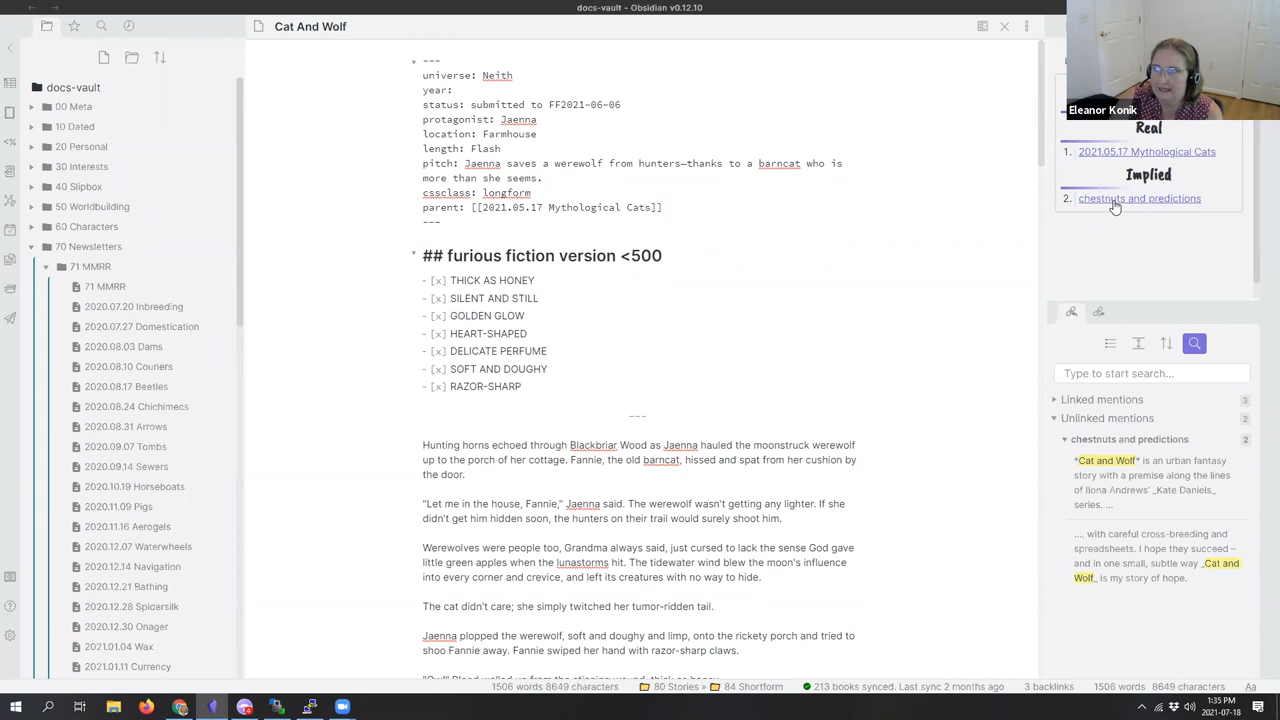 docs-vault - Obsidian v0.12.10
Cat And Wolf
docs-vault
00 Meta
10 Dated
20 Personal
30 Interests
40 Slipbox
50 Worldbuilding
60 Characters
70 Newsletters
71 MMRR
71 MMRR
2020.07.20 Inbreeding
2020.07.27 Domestication
2020.08.03 Dams
2020.08.10 Couriers
2020.08.17 Beetles
2020.08.24 Chichimecs
2020.08.31 Arrows
2020.09.07 Tombs
2020.09.14 Sewers
2020.10.19 Horseboats
2020.11.09 Pigs
2020.11.16 Aerogels
2020.12.07 Waterwheels
2020.12.14 Navigation
2020.12.21 Bathing
2020.12.28 Spidersilk
2020.12.30 Onager
2021.01.04 Wax
2021.01.11 Currency
---
universe: Neith
year:
status: submitted to FF2021-06-06
protagonist: Jaenna
location: Farmhouse
length: Flash
pitch: Jaenna saves a werewolf from hunters—thanks to a barncat who is
more than she seems.
cssclass: longform
parent: [[2021.05.17 Mythological Cats]]
---
## furious fiction version <500
- [x] THICK AS HONEY
- [x] SILENT AND STILL
- [x] GOLDEN GLOW
- [x] HEART-SHAPED
- [x] DELICATE PERFUME
- [x] SOFT AND DOUGHY
- [x] RAZOR-SHARP
---
Hunting horns echoed through Blackbriar Wood as Jaenna hauled the moonstruck werewolf
up to the porch of her cottage. Fannie, the old barncat, hissed and spat from her cushion by
the door.
"Let me in the house, Fannie," Jaenna said. The werewolf wasn't getting any lighter. If she
didn't get him hidden soon, the hunters on their trail would surely shoot him.
Werewolves were people too, Grandma always said, just cursed to lack the sense God gave
little green apples when the lunastorms hit. The tidewater wind blew the moon's influence
into every corner and crevice, and left its creatures with no way to hide.
The cat didn't care; she simply twitched her tumor-ridden tail.
Jaenna plopped the werewolf, soft and doughy and limp, onto the rickety porch and tried to
shoo Fannie away. Fannie swiped her hand with razor-sharp claws.
Eleanor Konik
Real
1. 2021.05.17 Mythological Cats
Implied
2. chestnuts and predictions
Type to start search...
Linked mentions 3
Unlinked mentions 2
chestnuts and predictions 2
*Cat and Wolf* is an urban fantasy
story with a premise along the lines
of Ilona Andrews' _Kate Daniels_
series. ...
..., with careful cross-breeding and
spreadsheets. I hope they succeed –
and in one small, subtle way _Cat and
Wolf_ is my story of hope.
1506 words 8649 characters 80 Stories » 84 Shortform 213 books synced. Last sync 2 months ago 3 backlinks 1506 words 8649 characters Aa
1:35 PM
2021-07-18